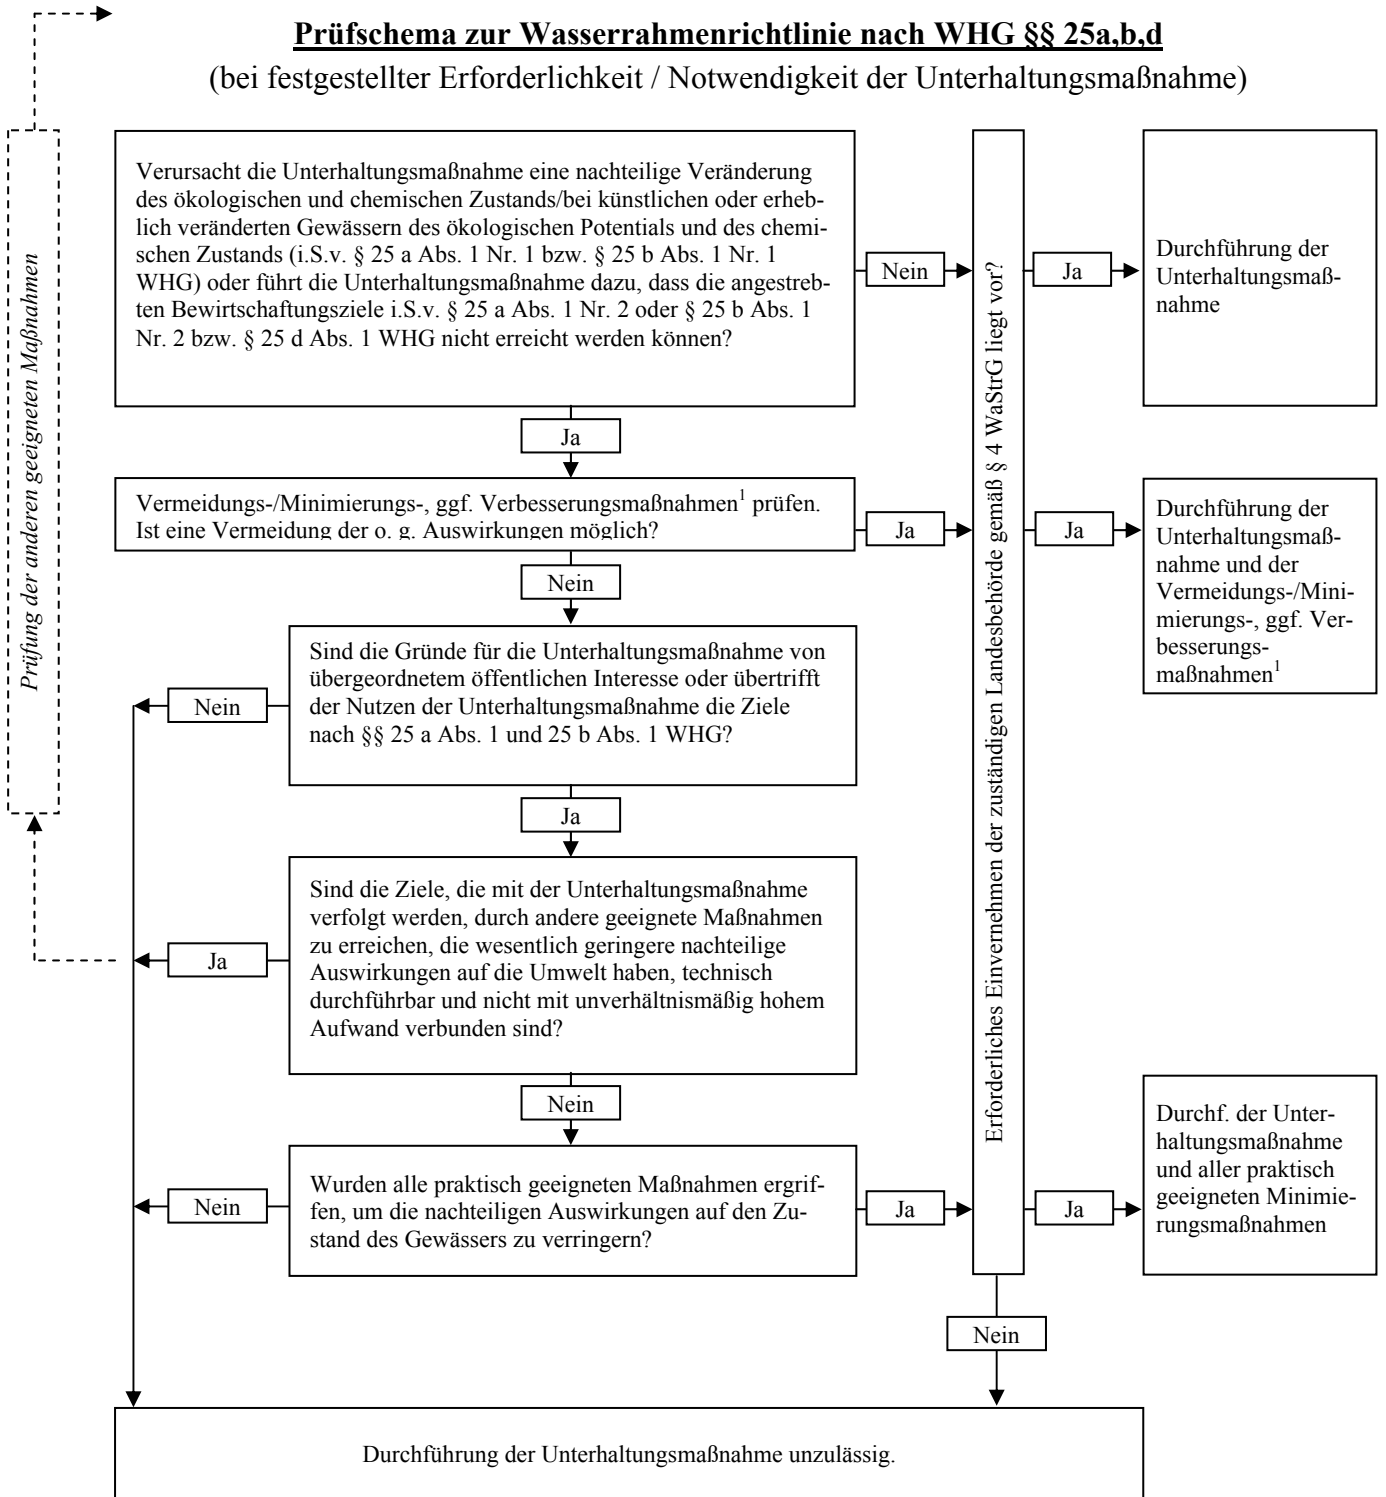 Prüfschema zur Wasserrahmenrichtlinie nach WHG §§ 25a,b,d
(bei festgestellter Erforderlichkeit / Notwendigkeit der Unterhaltungsmaßnahme)
Prüfung der anderen geeigneten Maßnahmen
Verursacht die Unterhaltungsmaßnahme eine nachteilige Veränderung
des ökologischen und chemischen Zustands/bei künstlichen oder erheb-
lich veränderten Gewässern des ökologischen Potentials und des chemi-
schen Zustands (i.S.v. § 25 a Abs. 1 Nr. 1 bzw. § 25 b Abs. 1 Nr. 1
WHG) oder führt die Unterhaltungsmaßnahme dazu, dass die angestreb-
ten Bewirtschaftungsziele i.S.v. § 25 a Abs. 1 Nr. 2 oder § 25 b Abs. 1
Nr. 2 bzw. § 25 d Abs. 1 WHG nicht erreicht werden können?
Nein
Erforderliches Einvernehmen der zuständigen Landesbehörde gemäß § 4 WaStrG liegt vor?
Ja
Durchführung der
Unterhaltungsmaß-
nahme
Ja
Vermeidungs-/Minimierungs-, ggf. Verbesserungsmaßnahmen¹ prüfen.
Ist eine Vermeidung der o. g. Auswirkungen möglich?
Ja
Ja
Durchführung der
Unterhaltungsmaß-
nahme und der
Vermeidungs-/Mini-
mierungs-, ggf. Ver-
besserungs-
maßnahmen¹
Nein
Sind die Gründe für die Unterhaltungsmaßnahme von
übergeordnetem öffentlichen Interesse oder übertrifft
der Nutzen der Unterhaltungsmaßnahme die Ziele
nach §§ 25 a Abs. 1 und 25 b Abs. 1 WHG?
Nein
Ja
Sind die Ziele, die mit der Unterhaltungsmaßnahme
verfolgt werden, durch andere geeignete Maßnahmen
zu erreichen, die wesentlich geringere nachteilige
Auswirkungen auf die Umwelt haben, technisch
durchführbar und nicht mit unverhältnismäßig hohem
Aufwand verbunden sind?
Ja
Nein
Wurden alle praktisch geeigneten Maßnahmen ergrif-
fen, um die nachteiligen Auswirkungen auf den Zu-
stand des Gewässers zu verringern?
Nein
Ja
Ja
Durchf. der Unter-
haltungsmaßnahme
und aller praktisch
geeigneten Minimie-
rungsmaßnahmen
Nein
Durchführung der Unterhaltungsmaßnahme unzulässig.